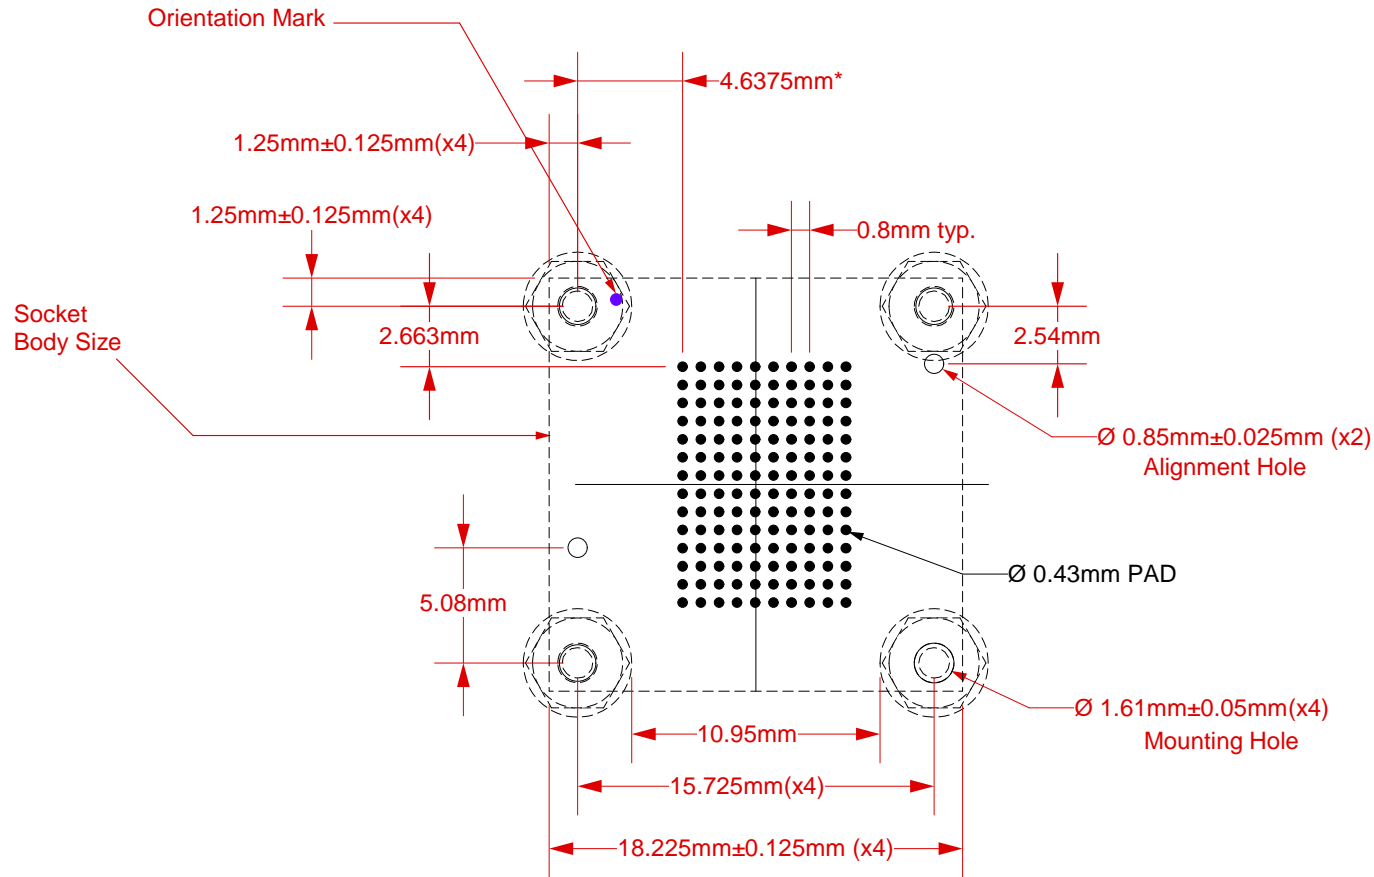 Orientation Mark
4.6375mm*
1.25mm±0.125mm(x4)
1.25mm±0.125mm(x4)
0.8mm typ.
Socket
Body Size
2.663mm
2.54mm
Ø 0.85mm±0.025mm (x2)
Alignment Hole
Ø 0.43mm PAD
5.08mm
Ø 1.61mm±0.05mm(x4)
Mounting Hole
10.95mm
15.725mm(x4)
18.225mm±0.125mm (x4)